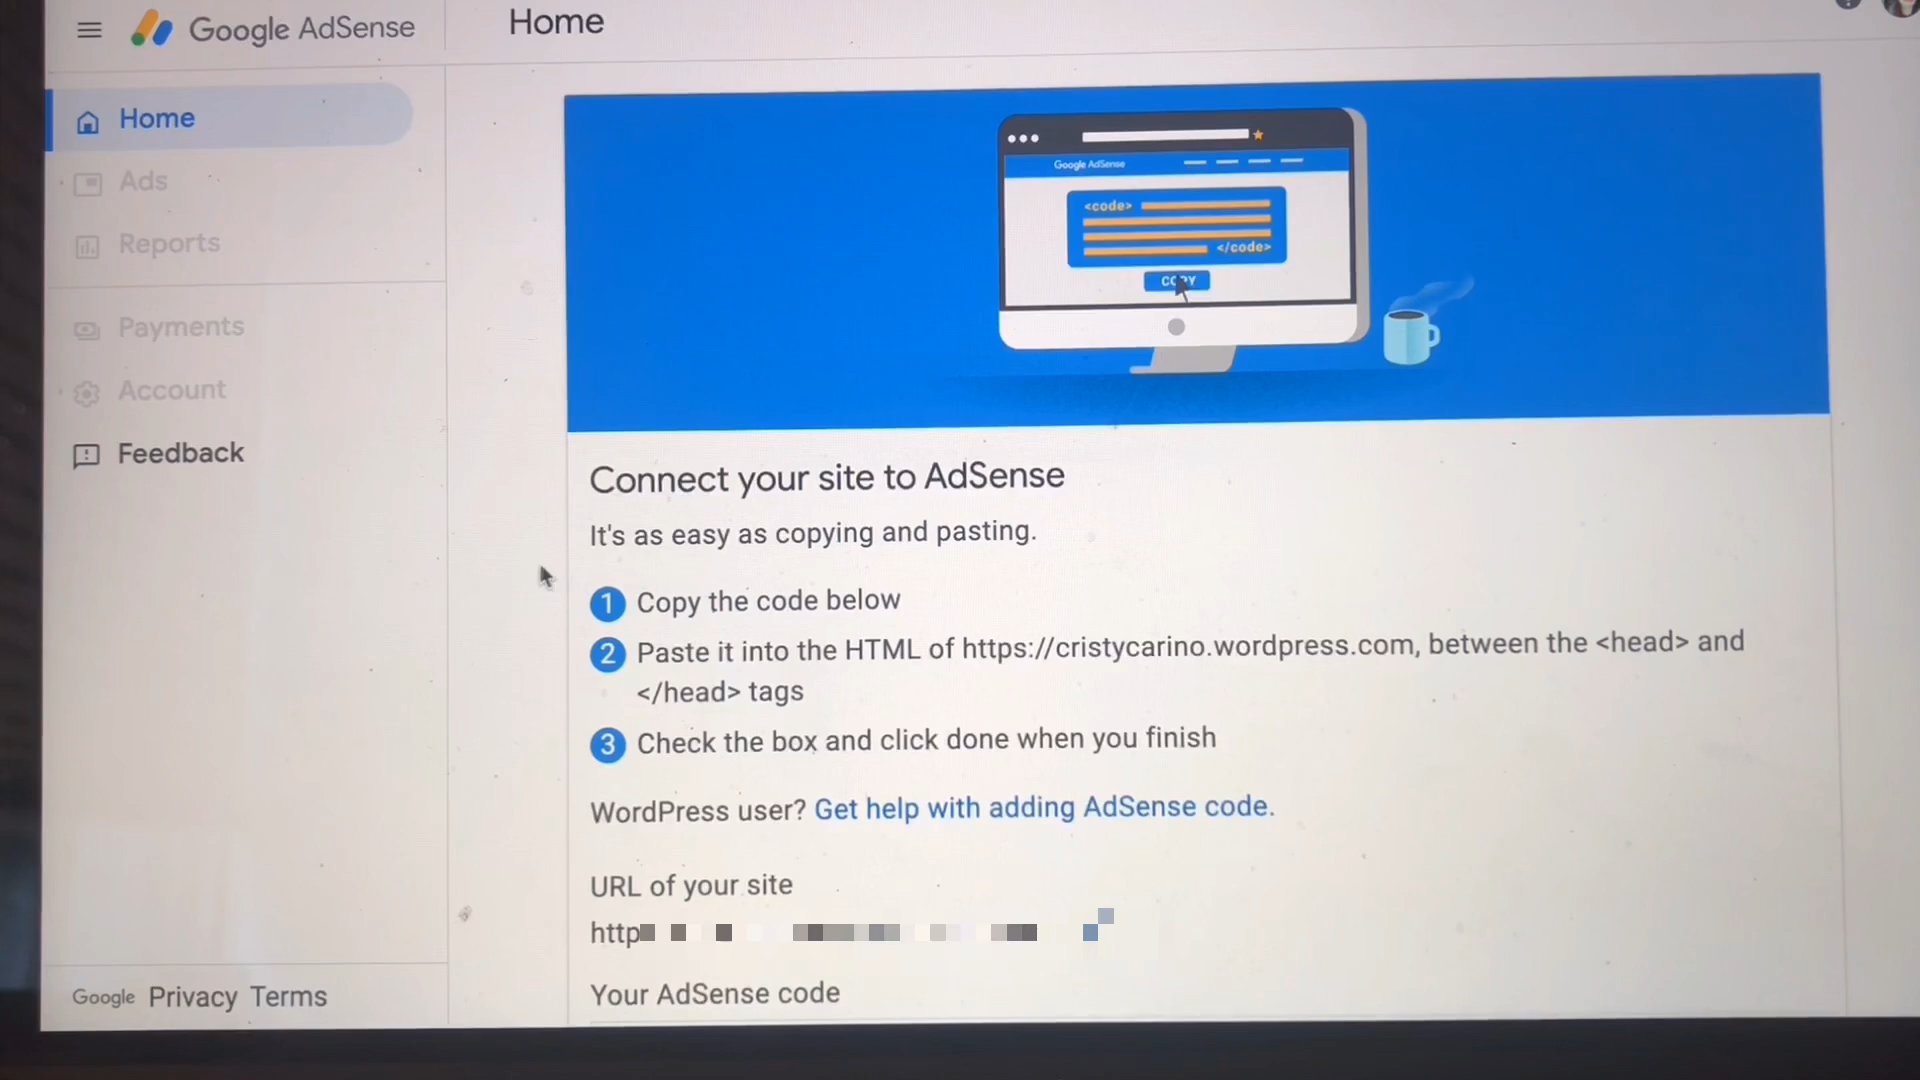 Google AdSense
Home
Home
Ads
Reports
Payments
Account
Feedback
Google Privacy Terms
Google AdSense
<code>
</code>
COPY
Connect your site to AdSense
It's as easy as copying and pasting.
1 Copy the code below
2 Paste it into the HTML of https://cristycarino.wordpress.com, between the <head> and
</head> tags
3 Check the box and click done when you finish
WordPress user? Get help with adding AdSense code.
URL of your site
http
Your AdSense code